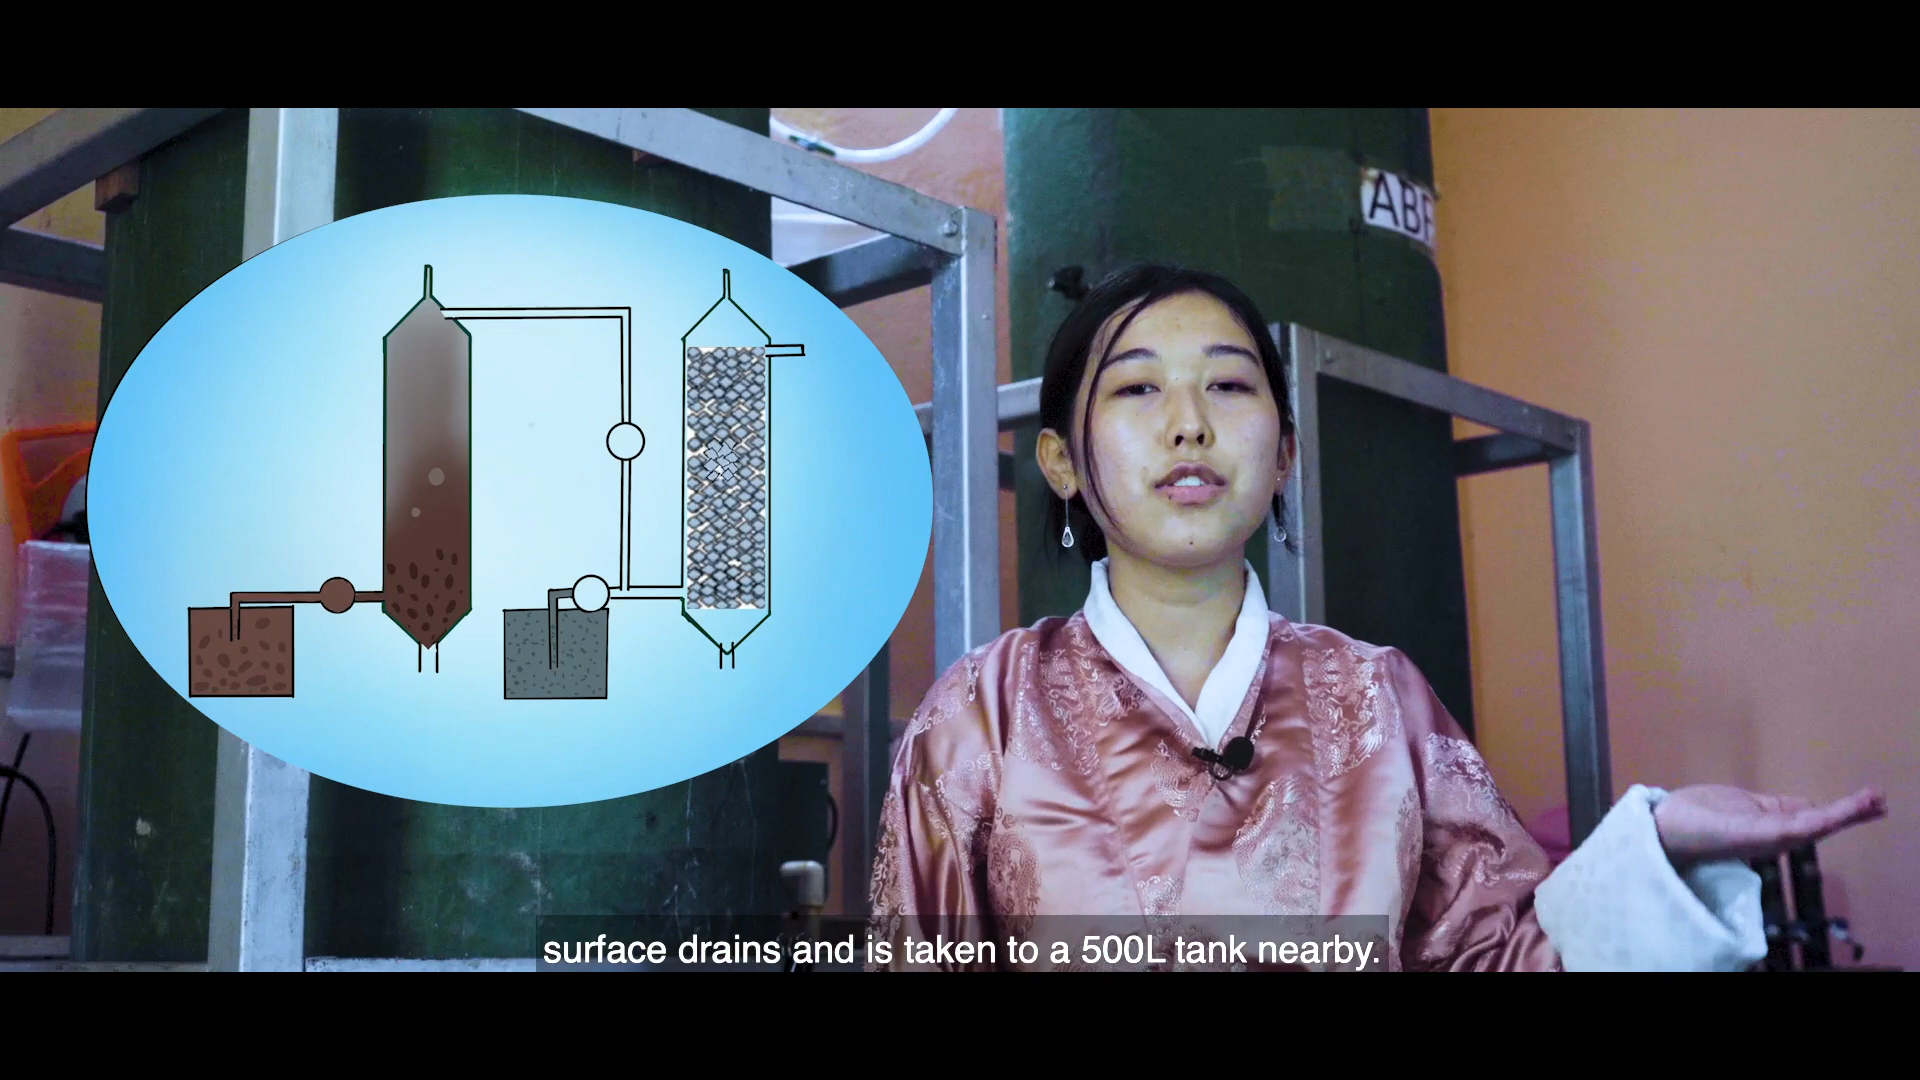 ABF
surface drains and is taken to a 500L tank nearby.